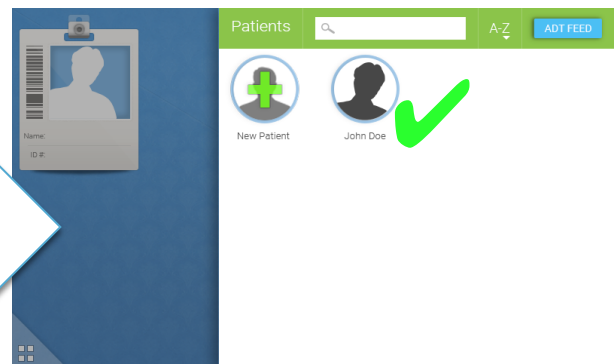 Patients
A-Z
ADT FEED
Name:
ID #:
New Patient
John Doe